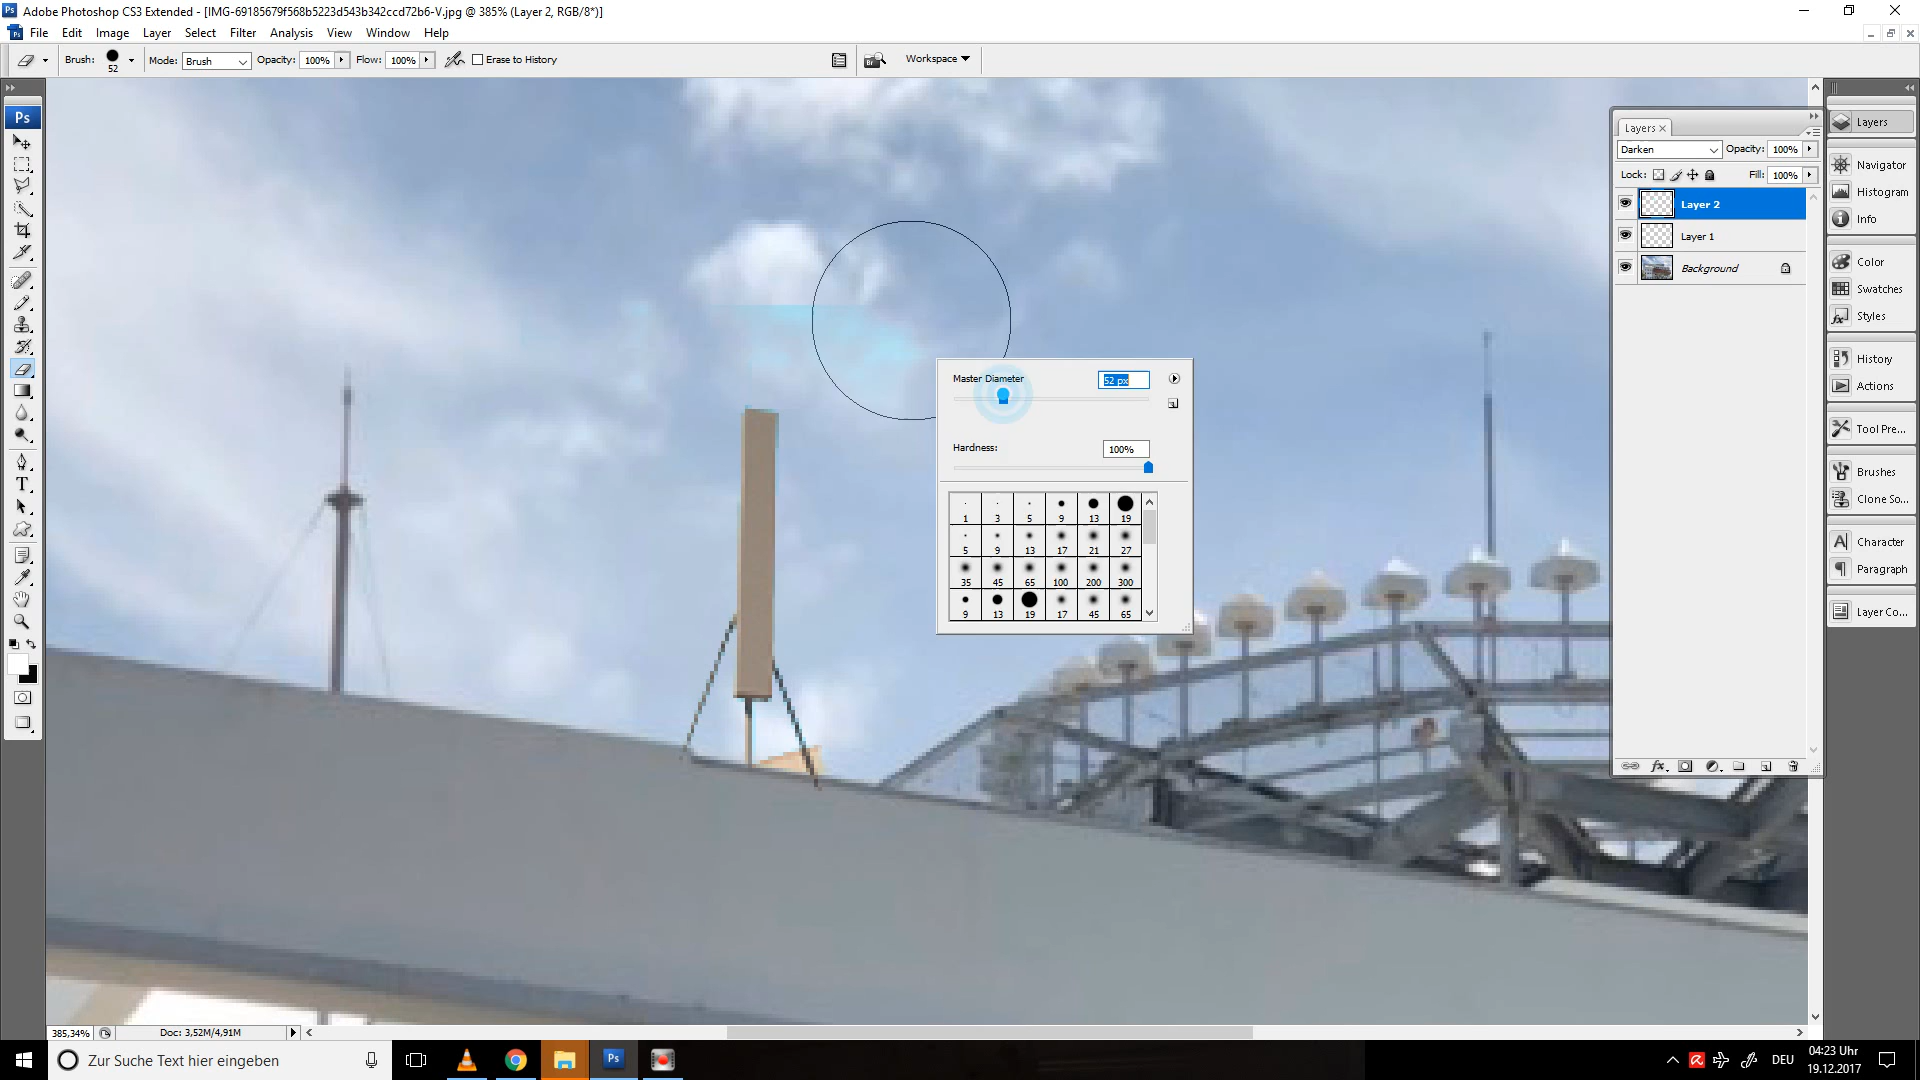 Adobe Photoshop CS3 Extended - [IMG-69185679f568b5223d543b342ccd72b6-V.jpg @ 385% (Layer 2, RGB/8*)]
File Edit Image Layer Select Filter Analysis View Window Help
Brush: 52 Mode: Brush Opacity: 100% Flow: 100% Erase to History Workspace
Ps
Layers
Darken Opacity: 100%
Lock: Fill: 100%
Layer 2
Layer 1
Background
Layers
Navigator
Histogram
Info
Color
Swatches
Styles
History
Actions
Tool Pre...
Brushes
Clone So...
Character
Paragraph
Layer Co...
Master Diameter 52 px
Hardness: 100%
1 3 5 9 13 19
5 9 13 17 21 27
35 45 65 100 200 300
9 13 19 17 45 65
385,34% Doc: 3,52M/4,91M
Zur Suche Text hier eingeben
Ps
DEU
04:23 Uhr
19.12.2017